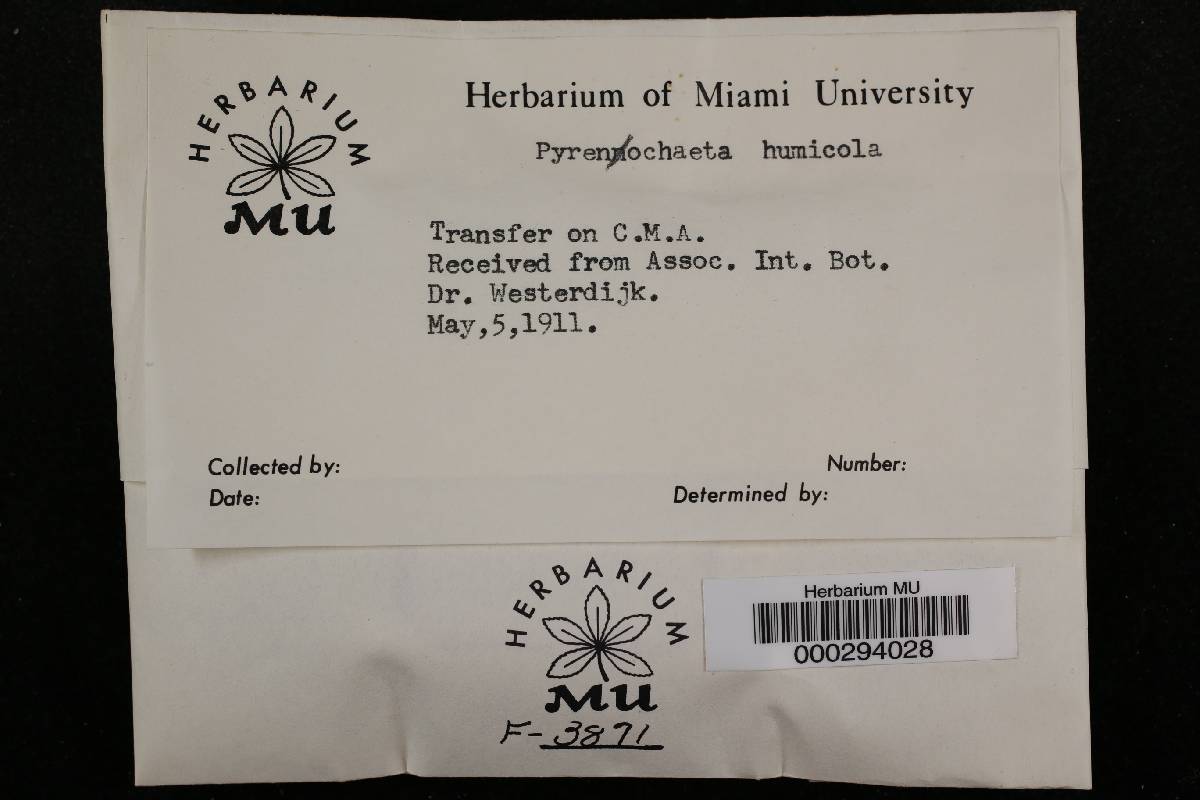 HERBARIUM
MU
Herbarium of Miami University
Pyrenochaeta humicola
Transfer on C.M.A.
Received from Assoc. Int. Bot.
Dr. Westerdijk.
May,5,1911.
Collected by:
Number:
Date:
Determined by:
HERBARIUM
MU
F-3871
Herbarium MU
000294028